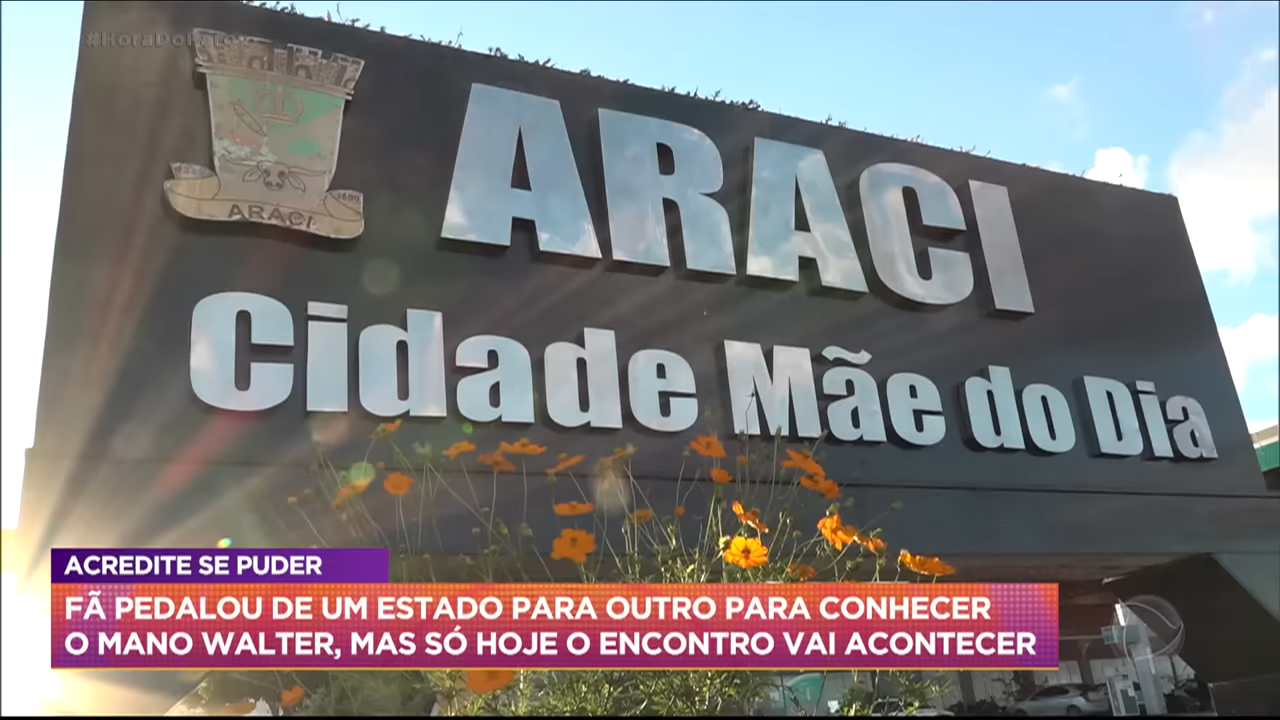 #HoraDoFaro
ARACI
ARACI
Cidade Mãe do Dia
ACREDITE SE PUDER
FÃ PEDALOU DE UM ESTADO PARA OUTRO PARA CONHECER
O MANO WALTER, MAS SÓ HOJE O ENCONTRO VAI ACONTECER